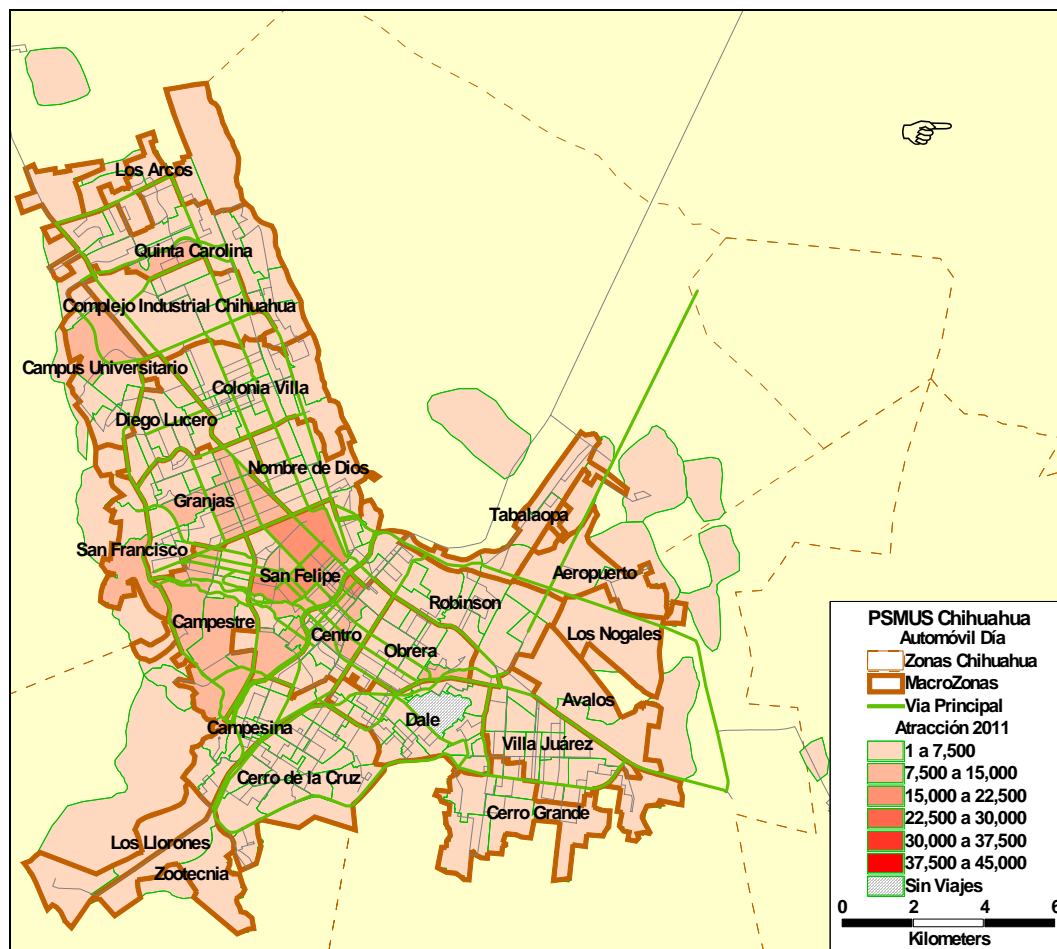 Los Arcos
Quinta Carolina
Complejo Industrial Chihuahua
Campus Universitario
Colonia Villa
Diego Lucero
Nombre de Dios
Granjas
Tabalaopa
San Francisco
San Felipe
Aeropuerto
Robinson
Campestre
Centro
Los Nogales
Obrera
Avalos
Campesina
Dale
Villa Juárez
Cerro de la Cruz
Cerro Grande
Los Llorones
Zootecnia
PSMUS Chihuahua
Automóvil Día
Zonas Chihuahua
MacroZonas
Via Principal
Atracción 2011
1 a 7,500
7,500 a 15,000
15,000 a 22,500
22,500 a 30,000
30,000 a 37,500
37,500 a 45,000
Sin Viajes
0 2 4 6
Kilometers